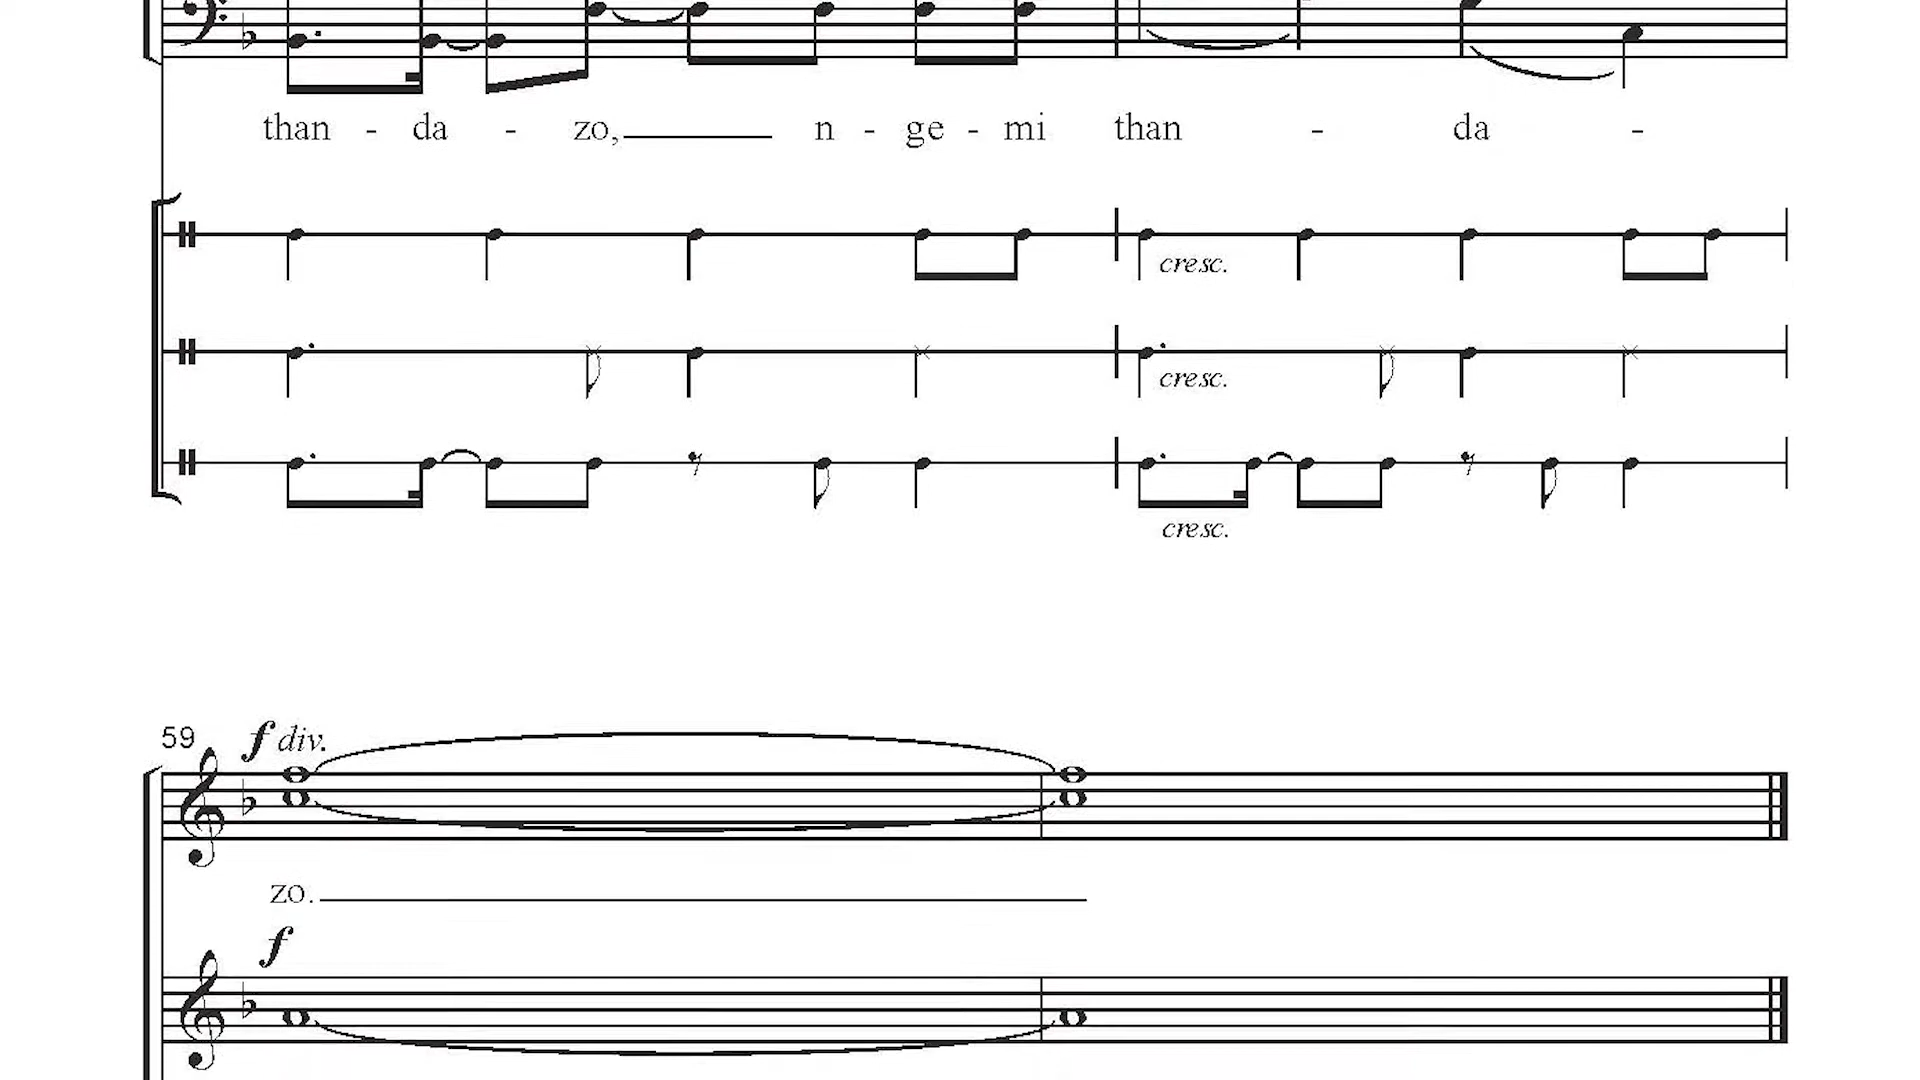 than - da - zo, n - ge - mi than - da -
cresc.
cresc.
cresc.
59 f div.
zo.
f